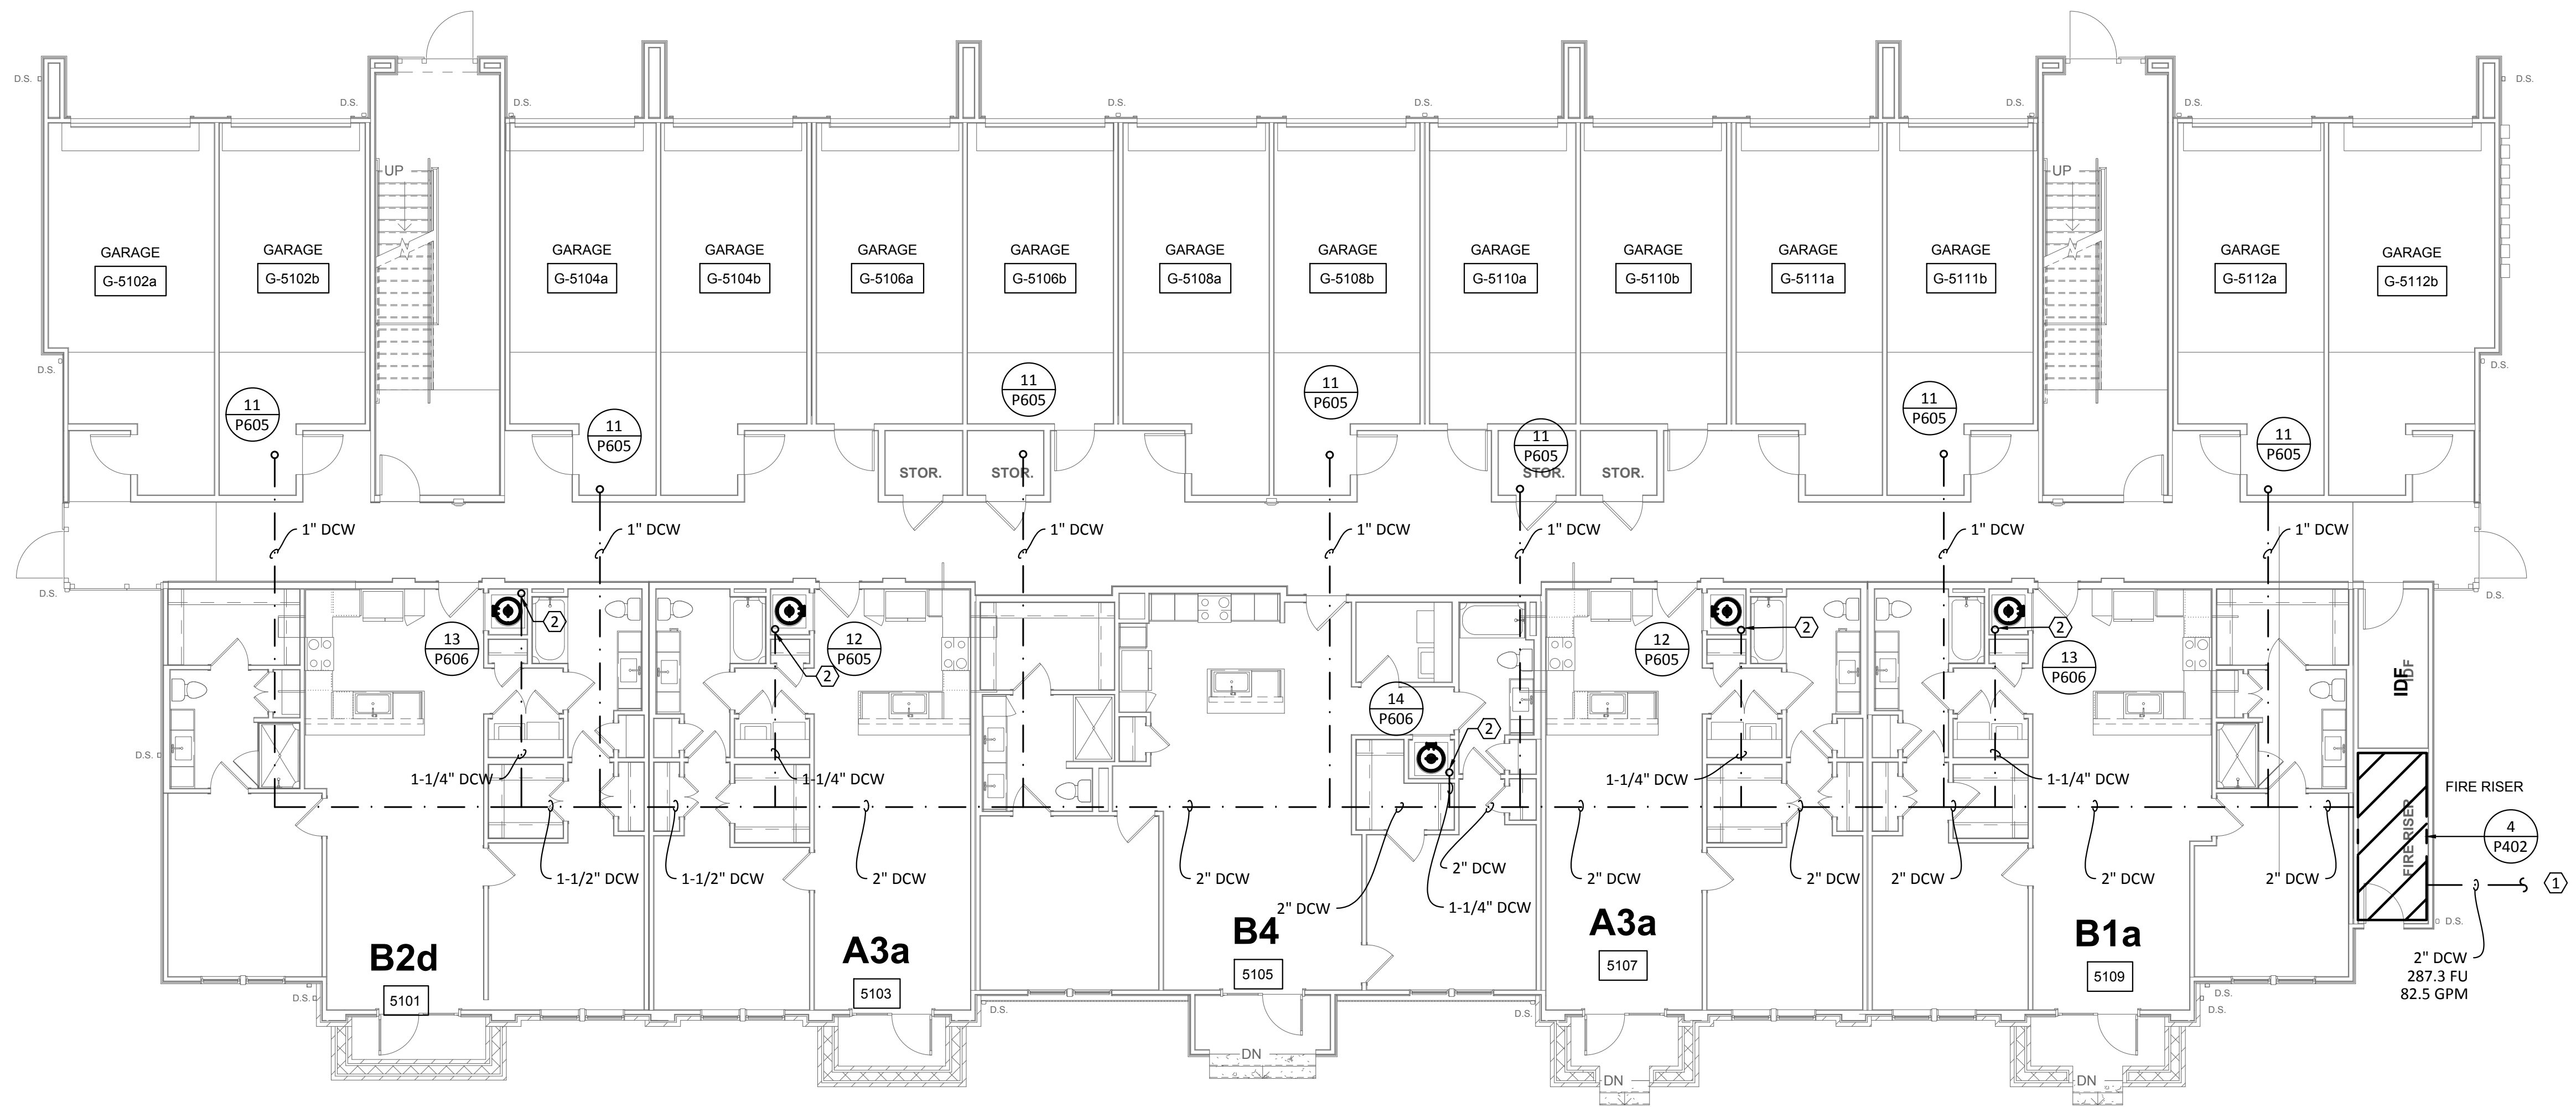 D.S.
D.S.
D.S.
D.S.
D.S.
D.S.
D.S.
D.S.
UP
UP
GARAGE
G-5102a
GARAGE
G-5102b
GARAGE
G-5104a
GARAGE
G-5104b
GARAGE
G-5106a
GARAGE
G-5106b
GARAGE
G-5108a
GARAGE
G-5108b
GARAGE
G-5110a
GARAGE
G-5110b
GARAGE
G-5111a
GARAGE
G-5111b
GARAGE
G-5112a
GARAGE
G-5112b
D.S.
D.S.
11
P605
11
P605
11
P605
11
P605
11
P605
11
P605
11
P605
STOR.
STOR.
STOR.
STOR.
1" DCW
1" DCW
1" DCW
1" DCW
1" DCW
1" DCW
1" DCW
D.S.
D.S.
2
13
P606
2
12
P605
14
P606
2
12
P605
2
2
13
P606
IDF
IDF
D.S.
1-1/4" DCW
1-1/4" DCW
1-1/4" DCW
1-1/4" DCW
FIRE RISER
FIRE RISER
4
P402
1-1/2" DCW
1-1/2" DCW
2" DCW
2" DCW
2" DCW
2" DCW
1-1/4" DCW
2" DCW
2" DCW
2" DCW
2" DCW
2" DCW
1
D.S.
B2d
5101
A3a
5103
B4
5105
A3a
5107
B1a
5109
2" DCW
287.3 FU
82.5 GPM
D.S.
D.S.
D.S.
D.S.
D.S.
DN
DN
DN